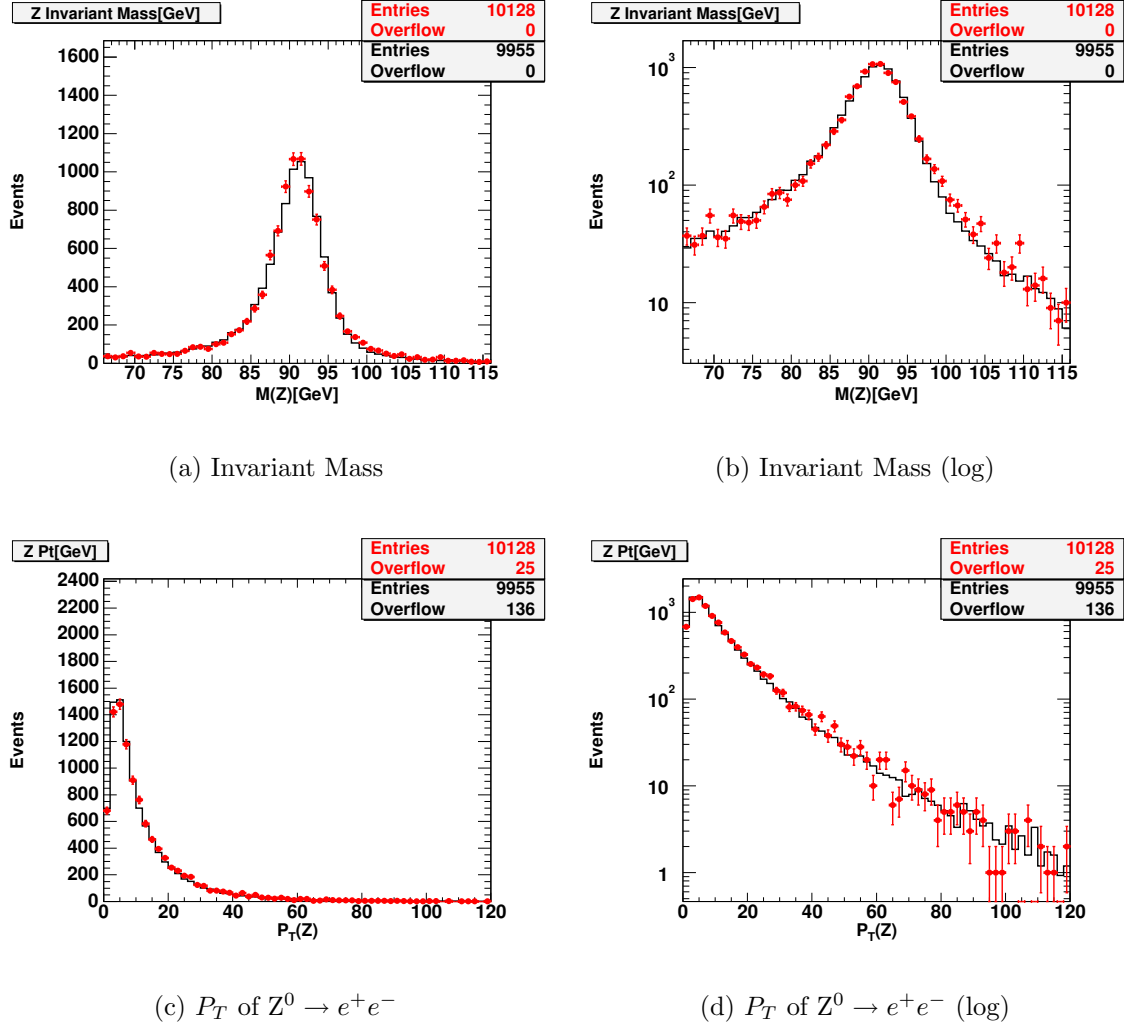 Z Invariant Mass[GeV]
Entries 10128
Overflow 0
Entries 9955
Overflow 0
1600
1400
1200
1000
800
600
400
200
0
Events
70 75 80 85 90 95 100 105 110 115
M(Z)[GeV]
(a) Invariant Mass
Z Invariant Mass[GeV]
Entries 10128
Overflow 0
Entries 9955
Overflow 0
10³
10²
10
Events
70 75 80 85 90 95 100 105 110 115
M(Z)[GeV]
(b) Invariant Mass (log)
Z Pt[GeV]
Entries 10128
Overflow 25
Entries 9955
Overflow 136
2400
2200
2000
1800
1600
1400
1200
1000
800
600
400
200
0
Events
0 20 40 60 80 100 120
P_T(Z)
(c) P_T of Z⁰ → e⁺e⁻
Z Pt[GeV]
Entries 10128
Overflow 25
Entries 9955
Overflow 136
10³
10²
10
1
Events
0 20 40 60 80 100 120
P_T(Z)
(d) P_T of Z⁰ → e⁺e⁻ (log)